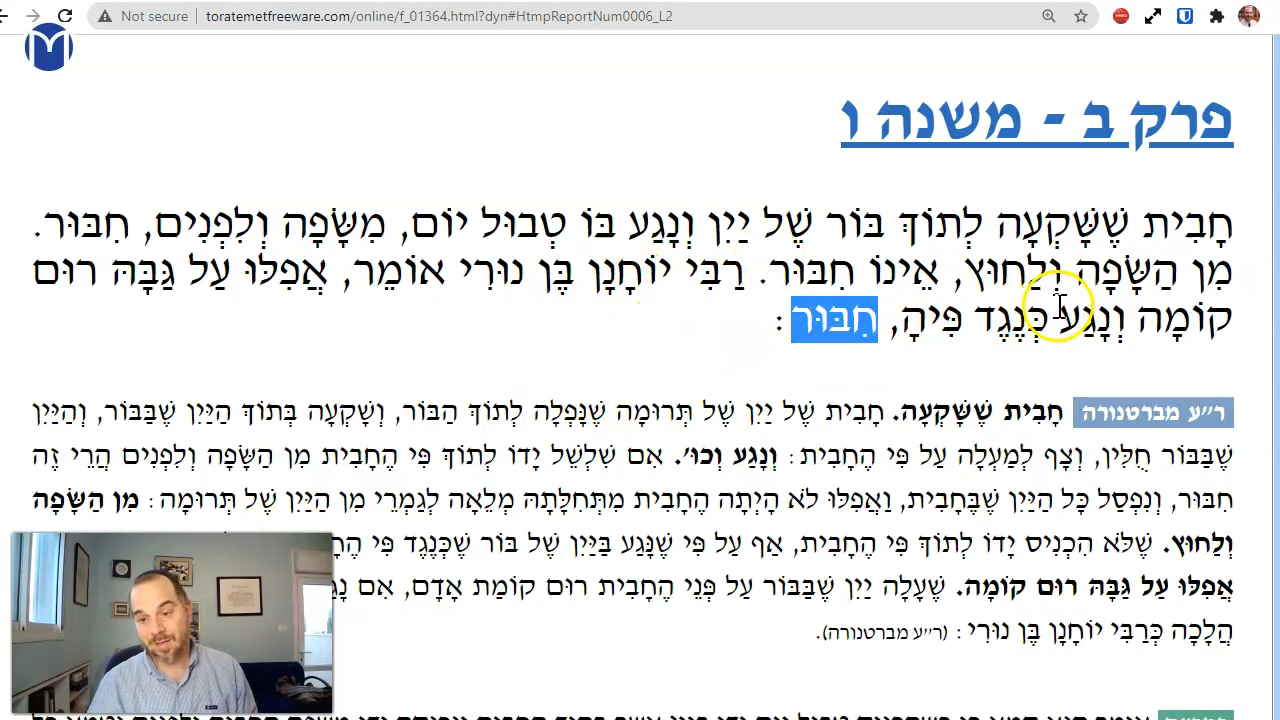 Not secure | toratemetfreeware.com/online/f_01364.html?dyn#HtmpReportNum0006_L2
פרק ב - משנה ו
חָבִית שֶׁשָּׁקְעָה לְתוֹךְ בּוֹר שֶׁל יַיִן וְנָגַע בּוֹ טְבוּל יוֹם, מִשָּׂפָה וְלִפְנִים, חִבּוּר.
מִן הַשָּׂפָה וְלַחוּץ, אֵינוֹ חִבּוּר. רַבִּי יוֹחָנָן בֶּן נוּרִי אוֹמֵר, אֲפִלּוּ עַל גַּבָּהּ רוּם
קוֹמָה וְנָגַע כְּנֶגֶד פִּיהָ, חִבּוּר:
ר״ע מברטנורה חָבִית שֶׁשָּׁקְעָה. חָבִית שֶׁל יַיִן שֶׁל תְּרוּמָה שֶׁנָּפְלָה לְתוֹךְ הַבּוֹר, וְשָׁקְעָה בְּתוֹךְ הַיַּיִן שֶׁבַּבּוֹר, וְהַיַּיִן
שֶׁבַּבּוֹר חֻלִּין, וְצָף לְמַעְלָה עַל פִּי הֶחָבִית: וְנָגַע וְכוּ'. אִם שִׁלְשֵׁל יָדוֹ לְתוֹךְ פִּי הֶחָבִית מִן הַשָּׂפָה וְלִפְנִים הֲרֵי זֶה
חִבּוּר, וְנִפְסַל כָּל הַיַּיִן שֶׁבֶּחָבִית, וַאֲפִלּוּ לֹא הָיְתָה הֶחָבִית מִתְּחִלָּתָהּ מְלֵאָה לְגַמְרֵי מִן הַיַּיִן שֶׁל תְּרוּמָה: מִן הַשָּׂפָה
וְלַחוּץ. שֶׁלֹּא הִכְנִיס יָדוֹ לְתוֹךְ פִּי הֶחָבִית, אַף עַל פִּי שֶׁנָּגַע בַּיַּיִן שֶׁל בּוֹר שֶׁכְּנֶגֶד פִּי
אֲפִלּוּ עַל גַּבָּהּ רוּם קוֹמָה. שֶׁעָלָה יַיִן שֶׁבַּבּוֹר עַל פְּנֵי הֶחָבִית רוּם קוֹמַת אָדָם, אִם
הֲלָכָה כְּרַבִּי יוֹחָנָן בֶּן נוּרִי: (ר״ע מברטנורה).